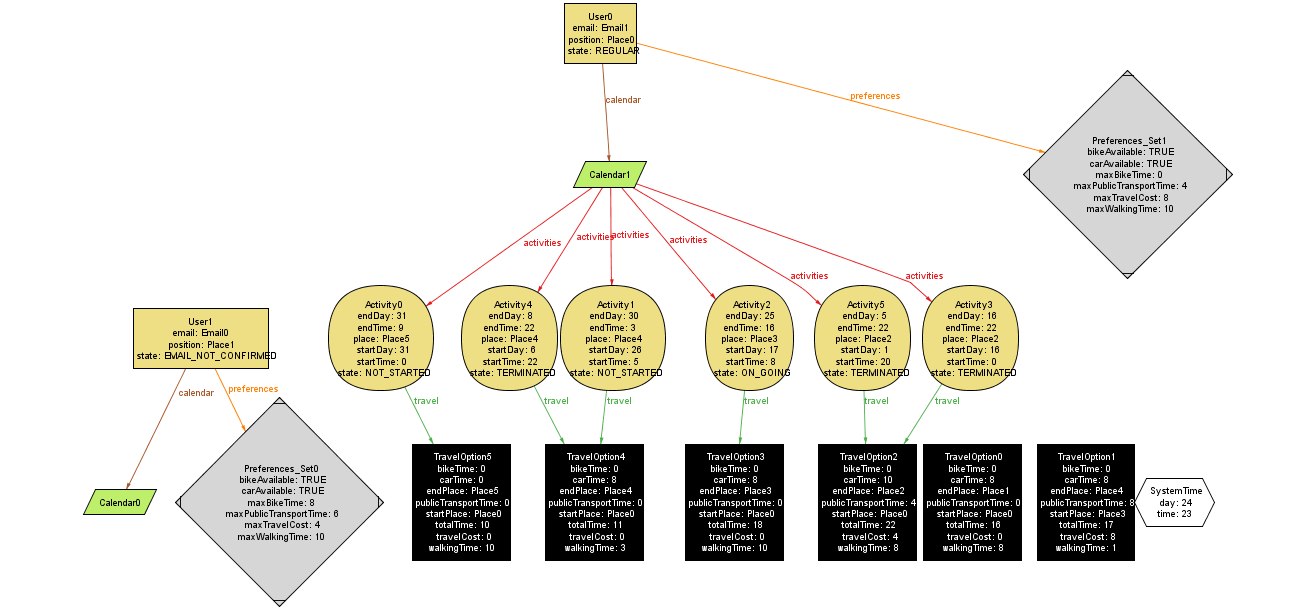 User0
email: Email1
position: Place0
state: REGULAR
calendar
preferences
Preferences_Set1
bikeAvailable: TRUE
carAvailable: TRUE
maxBikeTime: 0
maxPublicTransportTime: 4
maxTravelCost: 8
maxWalkingTime: 10
Calendar1
activities
activities
activities
activities
activities
activities
Activity0
endDay: 31
endTime: 9
place: Place5
startDay: 31
startTime: 0
state: NOT_STARTED
Activity4
endDay: 8
endTime: 22
place: Place4
startDay: 6
startTime: 22
state: TERMINATED
Activity1
endDay: 30
endTime: 3
place: Place4
startDay: 26
startTime: 5
state: NOT_STARTED
Activity2
endDay: 25
endTime: 16
place: Place3
startDay: 17
startTime: 8
state: ON_GOING
Activity5
endDay: 5
endTime: 22
place: Place2
startDay: 1
startTime: 20
state: TERMINATED
Activity3
endDay: 16
endTime: 22
place: Place2
startDay: 16
startTime: 0
state: TERMINATED
User1
email: Email0
position: Place1
state: EMAIL_NOT_CONFIRMED
calendar
preferences
travel
travel
travel
travel
travel
travel
Calendar0
Preferences_Set0
bikeAvailable: TRUE
carAvailable: TRUE
maxBikeTime: 8
maxPublicTransportTime: 6
maxTravelCost: 4
maxWalkingTime: 10
TravelOption5
bikeTime: 0
carTime: 0
endPlace: Place5
publicTransportTime: 0
startPlace: Place0
totalTime: 10
travelCost: 0
walkingTime: 10
TravelOption4
bikeTime: 0
carTime: 8
endPlace: Place4
publicTransportTime: 0
startPlace: Place0
totalTime: 11
travelCost: 0
walkingTime: 3
TravelOption3
bikeTime: 0
carTime: 8
endPlace: Place3
publicTransportTime: 0
startPlace: Place0
totalTime: 18
travelCost: 0
walkingTime: 10
TravelOption2
bikeTime: 0
carTime: 10
endPlace: Place2
publicTransportTime: 4
startPlace: Place0
totalTime: 22
travelCost: 4
walkingTime: 8
TravelOption0
bikeTime: 0
carTime: 8
endPlace: Place1
publicTransportTime: 0
startPlace: Place0
totalTime: 16
travelCost: 0
walkingTime: 8
TravelOption1
bikeTime: 0
carTime: 8
endPlace: Place4
publicTransportTime: 8
startPlace: Place3
totalTime: 17
travelCost: 8
walkingTime: 1
SystemTime
day: 24
time: 23